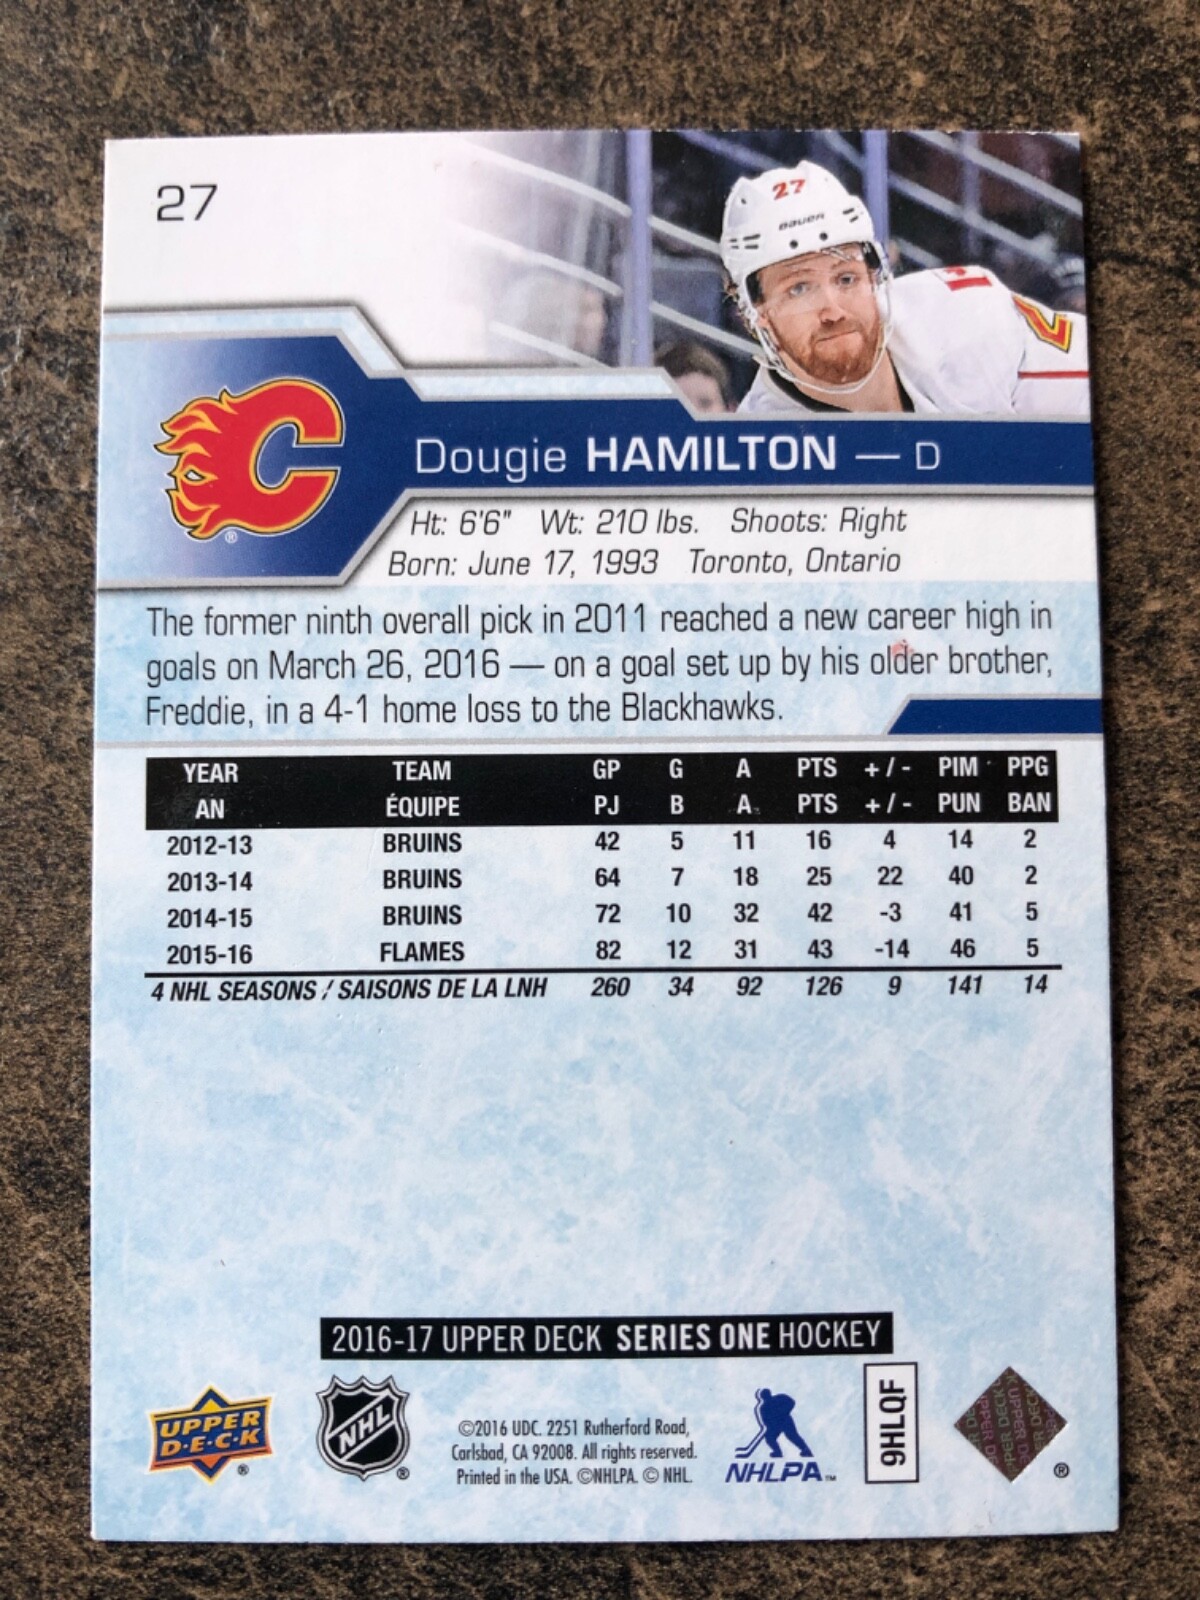 27
27
BAUER
Dougie HAMILTON — D
Ht: 6'6" Wt: 210 lbs. Shoots: Right
Born: June 17, 1993 Toronto, Ontario
The former ninth overall pick in 2011 reached a new career high in
goals on March 26, 2016 — on a goal set up by his older brother,
Freddie, in a 4-1 home loss to the Blackhawks.
YEAR TEAM GP G A PTS + / - PIM PPG
AN ÉQUIPE PJ B A PTS + / - PUN BAN
2012-13 BRUINS 42 5 11 16 4 14 2
2013-14 BRUINS 64 7 18 25 22 40 2
2014-15 BRUINS 72 10 32 42 -3 41 5
2015-16 FLAMES 82 12 31 43 -14 46 5
4 NHL SEASONS / SAISONS DE LA LNH 260 34 92 126 9 141 14
2016-17 UPPER DECK SERIES ONE HOCKEY
UPPER
D·E·C·K
®
NHL
®
©2016 UDC. 2251 Rutherford Road,
Carlsbad, CA 92008. All rights reserved.
Printed in the USA. ©NHLPA. © NHL.
NHLPA™
9HLQF
®